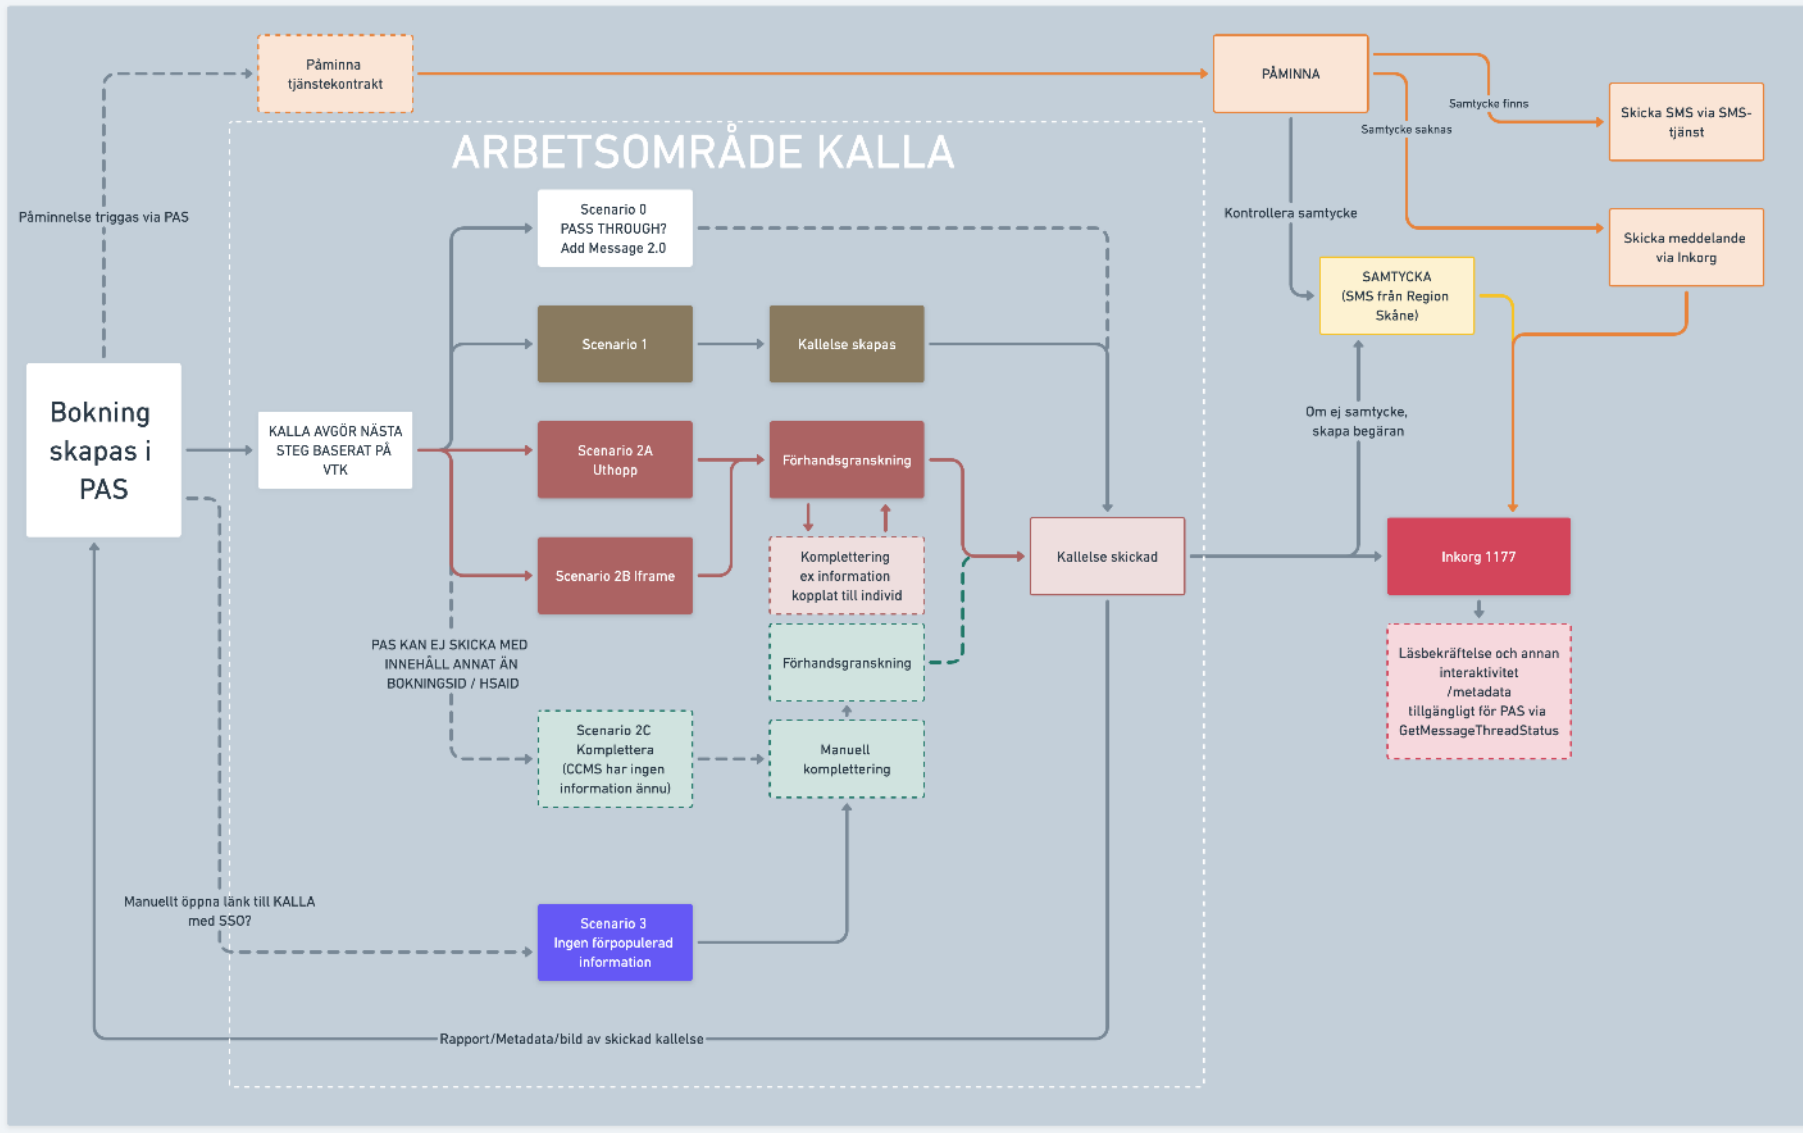 Påminna
tjänstekontrakt
PÅMINNA
Samtycke finns
Samtycke saknas
Skicka SMS via SMS-
tjänst
ARBETSOMRÅDE KALLA
Påminnelse triggas via PAS
Scenario 0
PASS THROUGH?
Add Message 2.0
Kontrollera samtycke
Skicka meddelande
via Inkorg
SAMTYCKA
(SMS från Region
Skåne)
Scenario 1
Kallelse skapas
Bokning
skapas i
PAS
KALLA AVGÖR NÄSTA
STEG BASERAT PÅ
VTK
Scenario 2A
Uthopp
Förhandsgranskning
Om ej samtycke,
skapa begäran
Scenario 2B Iframe
Komplettering
ex information
kopplat till individ
Kallelse skickad
Inkorg 1177
PAS KAN EJ SKICKA MED
INNEHÅLL ANNAT ÄN
BOKNINGSID / HSAID
Förhandsgranskning
Läsbekräftelse och annan
interaktivitet
/metadata
tillgängligt för PAS via
GetMessageThreadStatus
Scenario 2C
Komplettera
(CCMS har ingen
information ännu)
Manuell
komplettering
Manuellt öppna länk till KALLA
med SSO?
Scenario 3
Ingen förpopulerad
information
Rapport/Metadata/bild av skickad kallelse